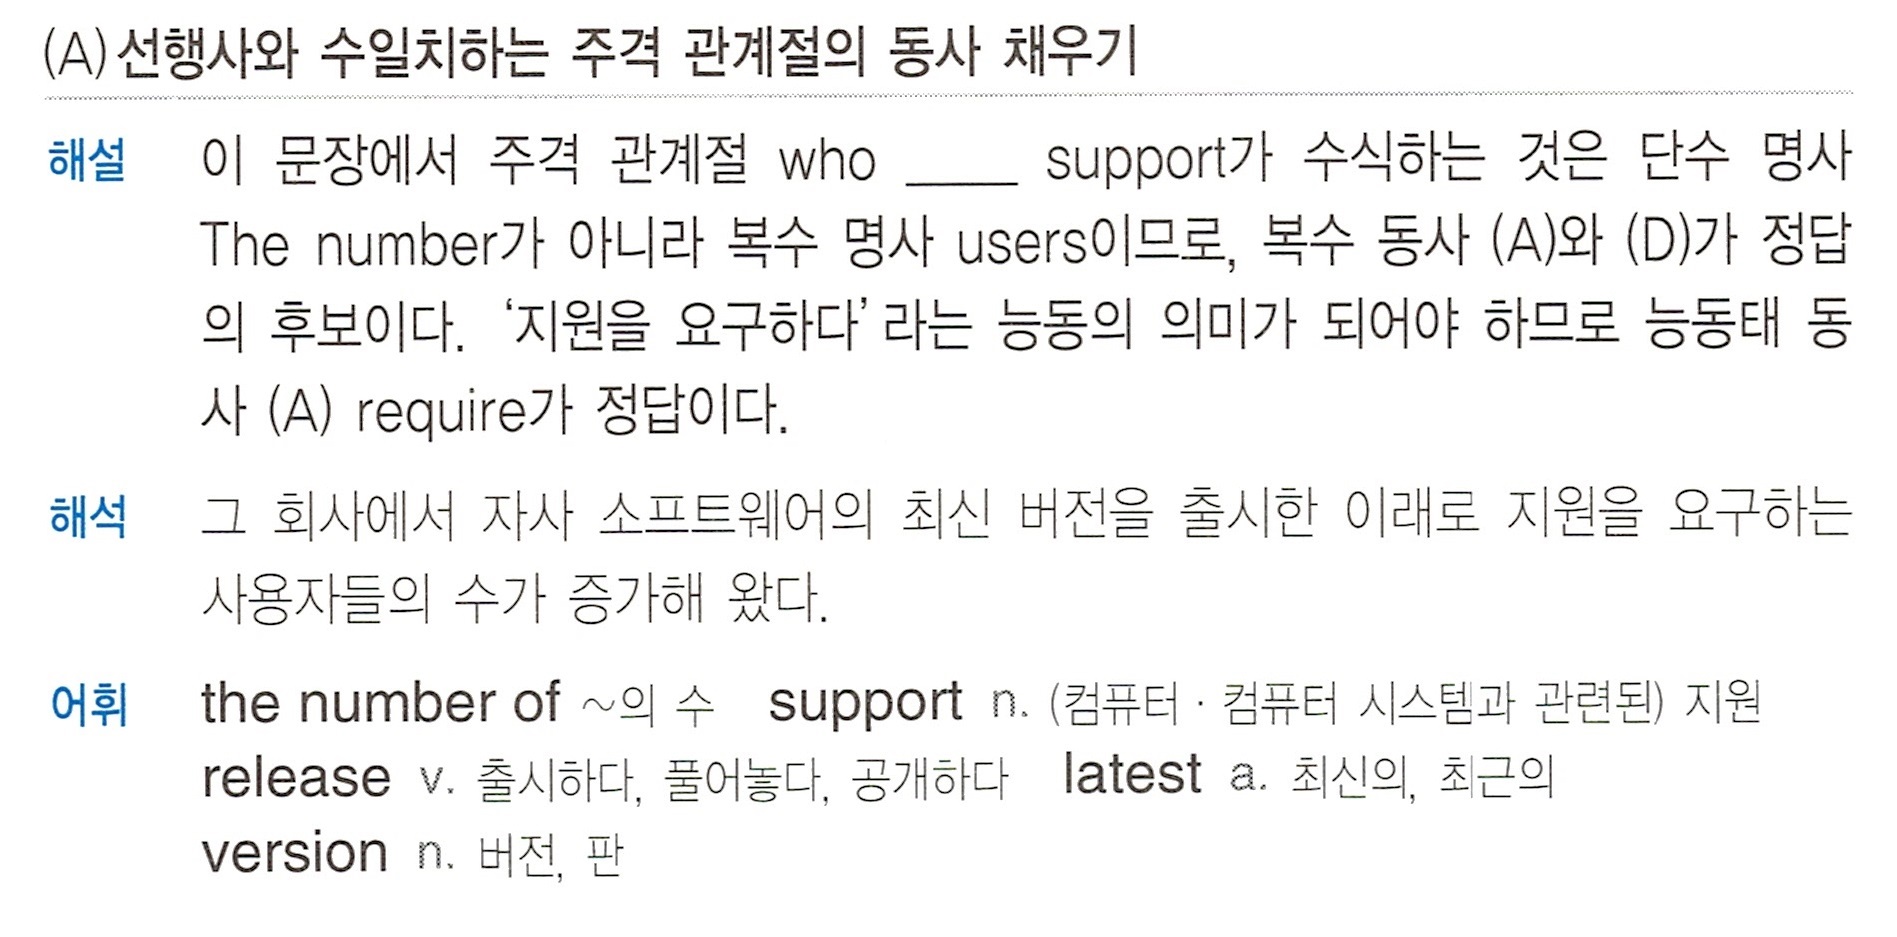 (A) 선행사와 수일치하는 주격 관계절의 동사 채우기
해설 이 문장에서 주격 관계절 who ____ support가 수식하는 것은 단수 명사
The number가 아니라 복수 명사 users이므로, 복수 동사 (A)와 (D)가 정답
의 후보이다. ‘지원을 요구하다’라는 능동의 의미가 되어야 하므로 능동태 동
사 (A) require가 정답이다.
해석 그 회사에서 자사 소프트웨어의 최신 버전을 출시한 이래로 지원을 요구하는
사용자들의 수가 증가해 왔다.
어휘 the number of ~의 수 support n. (컴퓨터 · 컴퓨터 시스템과 관련된) 지원
release v. 출시하다, 풀어놓다, 공개하다 latest a. 최신의, 최근의
version n. 버전, 판